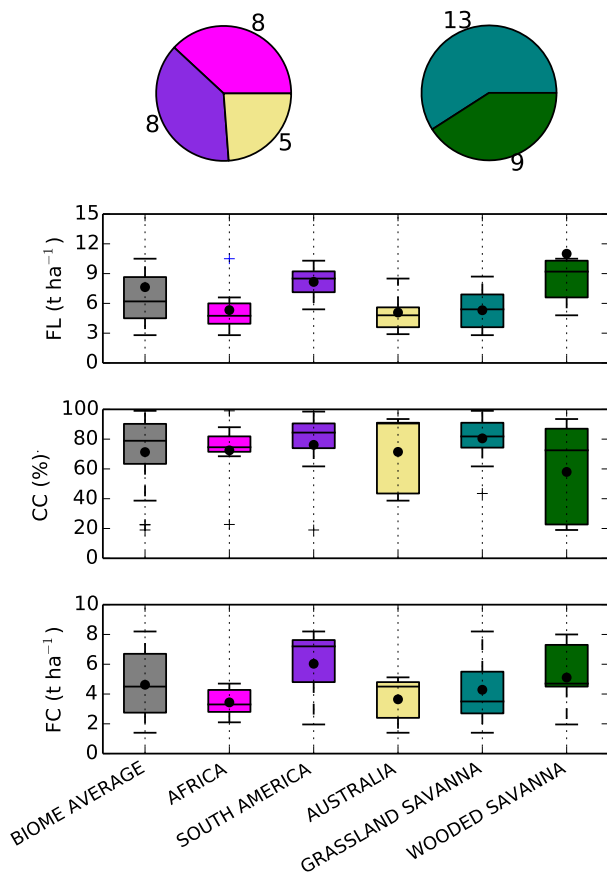 8
8
5
13
9
FL (t ha⁻¹)
15
12
9
6
3
0
CC (%)
100
80
60
40
20
0
FC (t ha⁻¹)
10
8
6
4
2
0
BIOME AVERAGE
AFRICA
SOUTH AMERICA
AUSTRALIA
GRASSLAND SAVANNA
WOODED SAVANNA